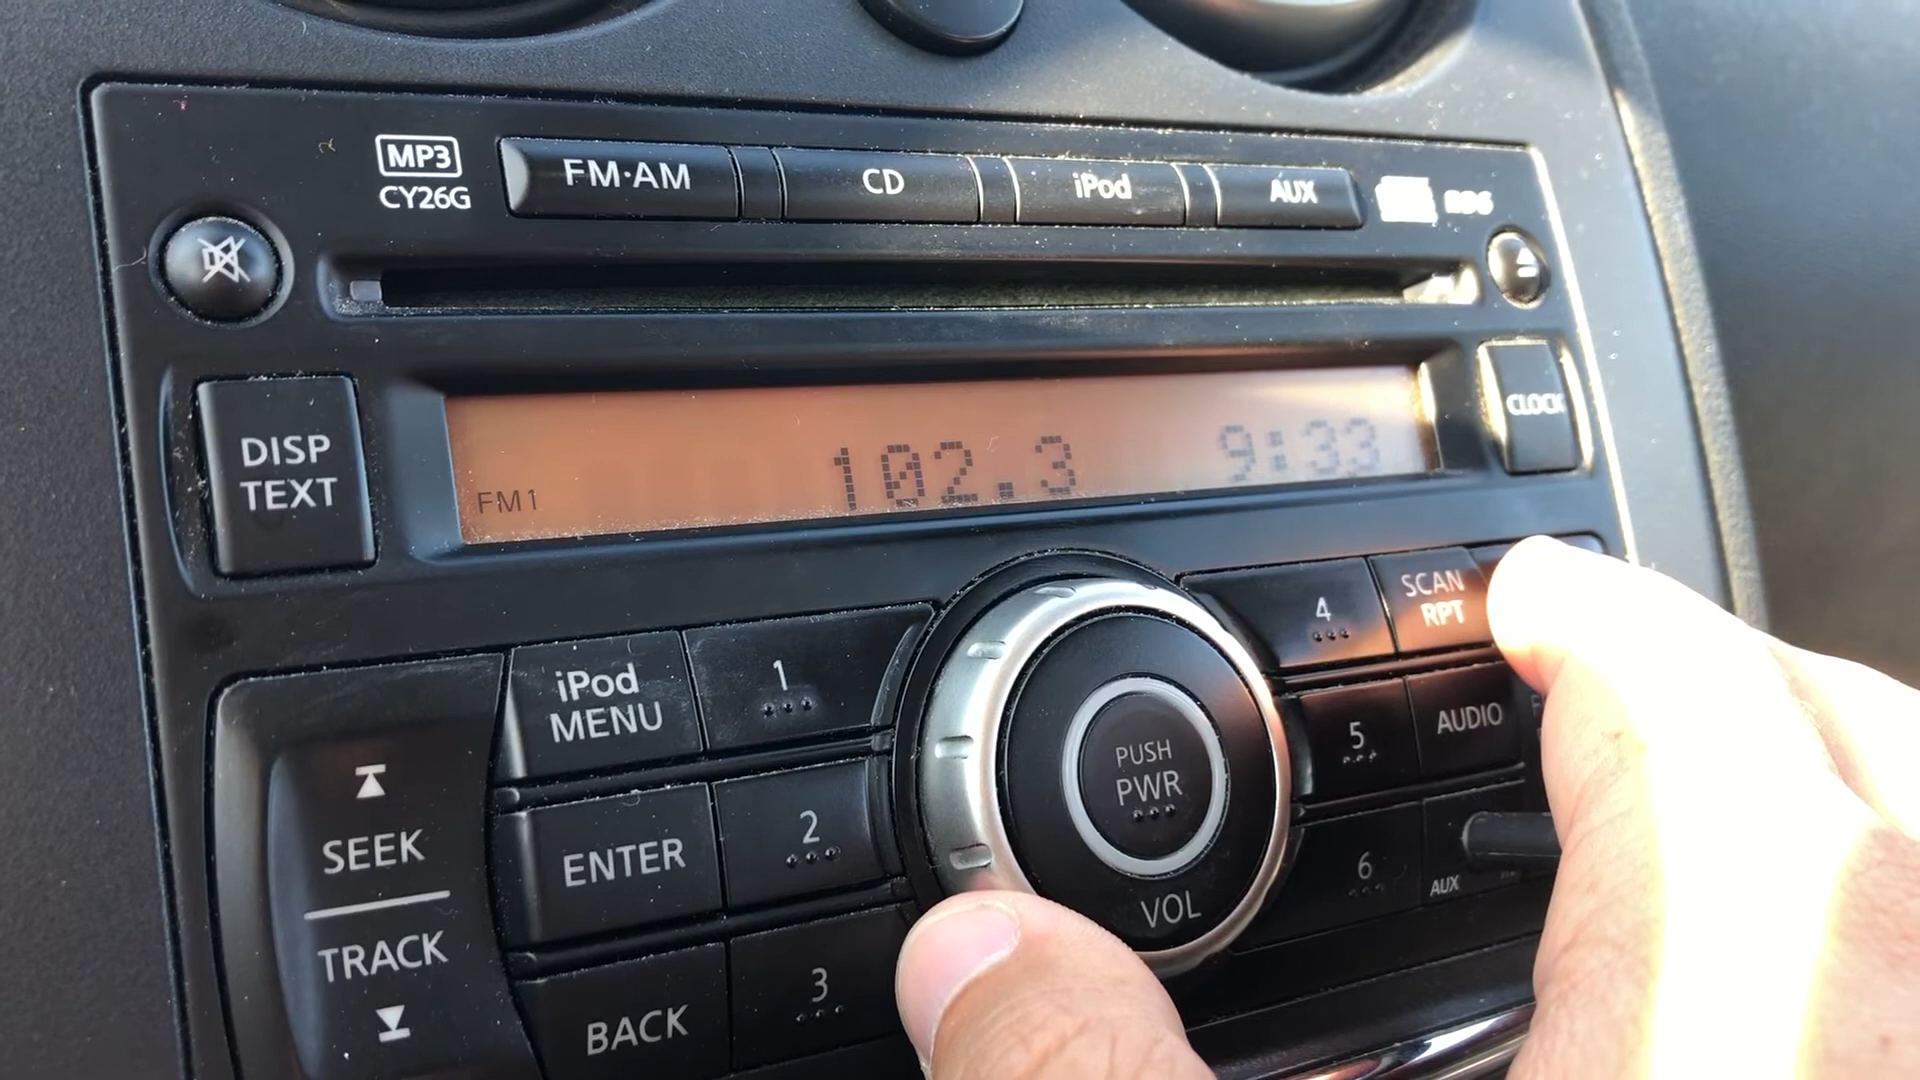 MP3
CY26G
FM·AM
CD
iPod
AUX
DISP
TEXT
FM1
102.3
9:33
CLOCK
iPod
MENU
1
4
SCAN
RPT
SEEK
TRACK
ENTER
2
PUSH
PWR
VOL
5
AUDIO
BACK
3
6
AUX